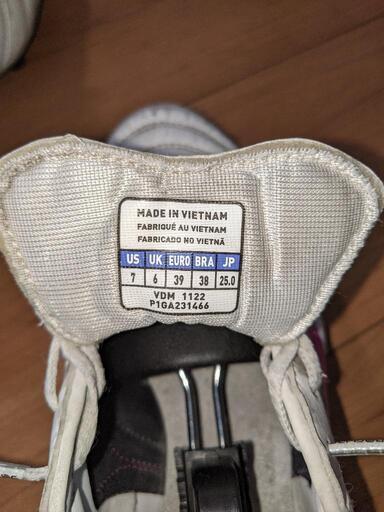 MADE IN VIETNAM
FABRIQUÉ AU VIETNAM
FABRICADO NO VIETNÃ
US UK EURO BRA JP
7 6 39 38 25.0
VDM 1122
P1GA231466